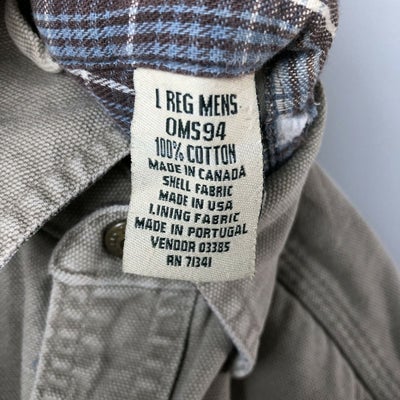 L REG MENS
OMS94
100% COTTON
MADE IN CANADA
SHELL FABRIC
MADE IN USA
LINING FABRIC
MADE IN PORTUGAL
VENDOR 03385
RN 71341